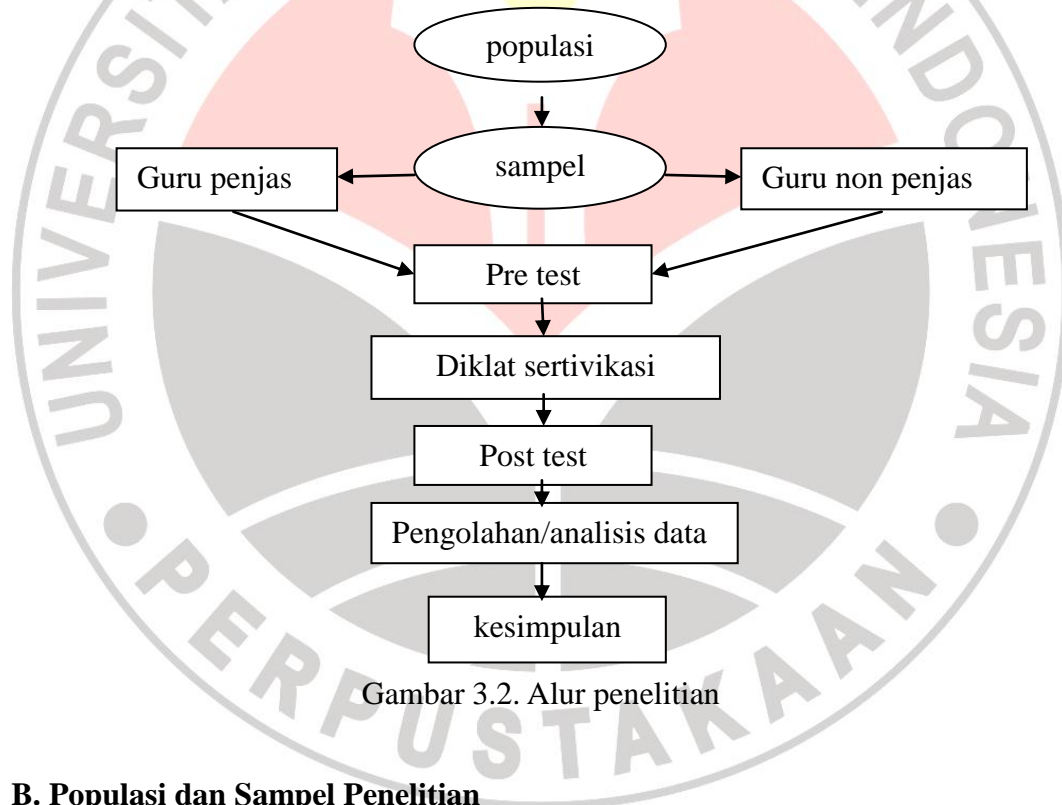 populasi
sampel
Guru penjas
Guru non penjas
Pre test
Diklat sertivikasi
Post test
Pengolahan/analisis data
kesimpulan
Gambar 3.2. Alur penelitian
B. Populasi dan Sampel Penelitian
PERPUSTAKAAN